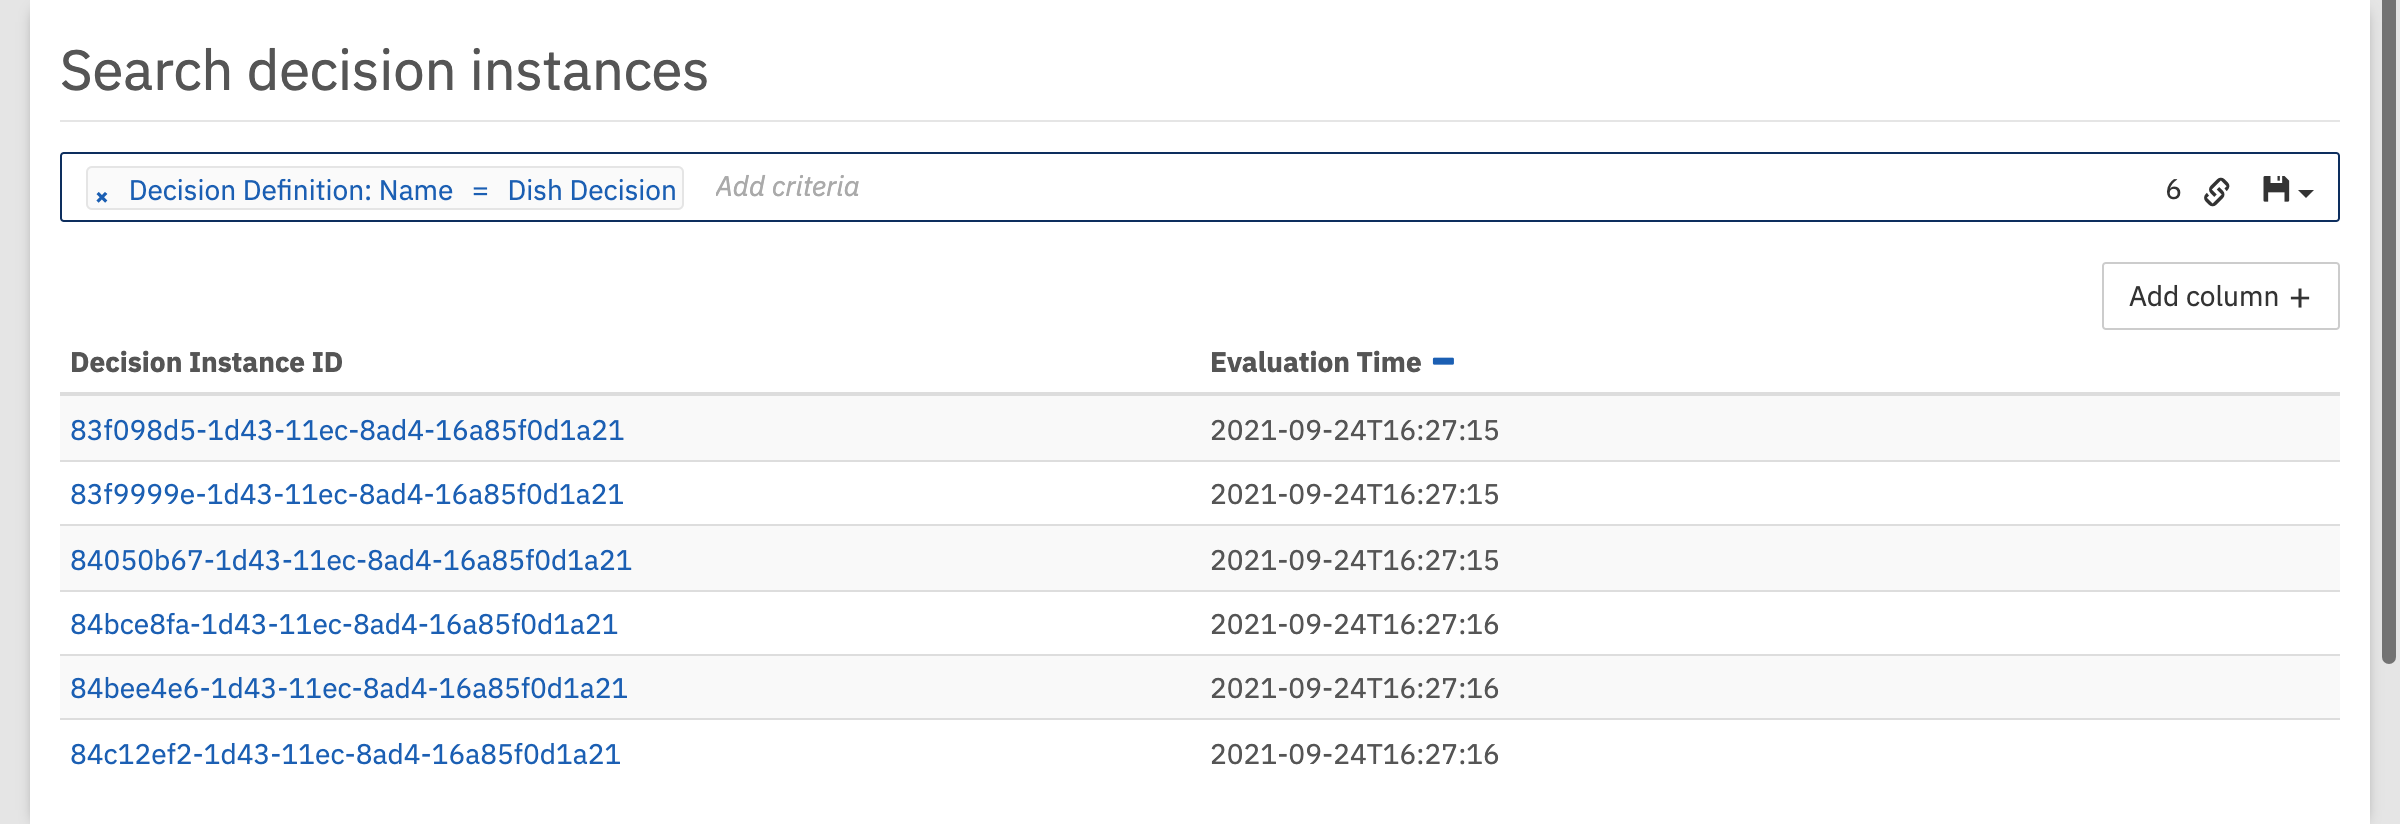 Search decision instances
× Decision Definition: Name = Dish Decision Add criteria 6
Add column +
Decision Instance ID Evaluation Time
83f098d5-1d43-11ec-8ad4-16a85f0d1a21 2021-09-24T16:27:15
83f9999e-1d43-11ec-8ad4-16a85f0d1a21 2021-09-24T16:27:15
84050b67-1d43-11ec-8ad4-16a85f0d1a21 2021-09-24T16:27:15
84bce8fa-1d43-11ec-8ad4-16a85f0d1a21 2021-09-24T16:27:16
84bee4e6-1d43-11ec-8ad4-16a85f0d1a21 2021-09-24T16:27:16
84c12ef2-1d43-11ec-8ad4-16a85f0d1a21 2021-09-24T16:27:16